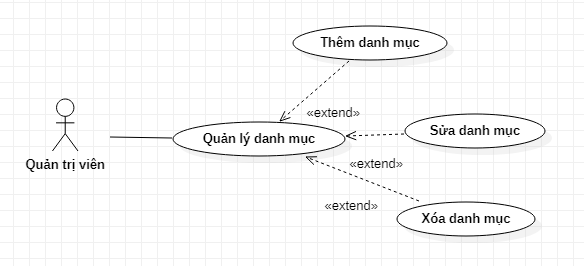 Thêm danh mục
«extend»
Quản lý danh mục
Sửa danh mục
Quản trị viên
«extend»
«extend»
Xóa danh mục